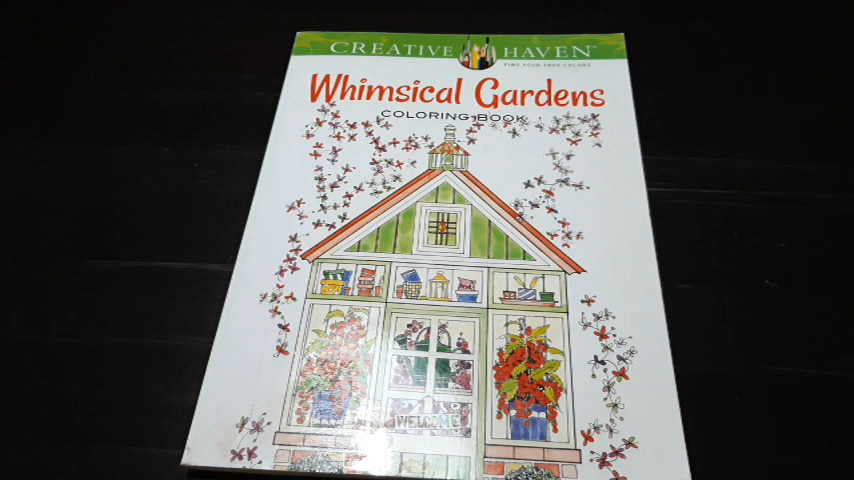 CREATIVE HAVEN®
FIND YOUR TRUE COLORS
Whimsical Gardens
COLORING BOOK
WELCOME